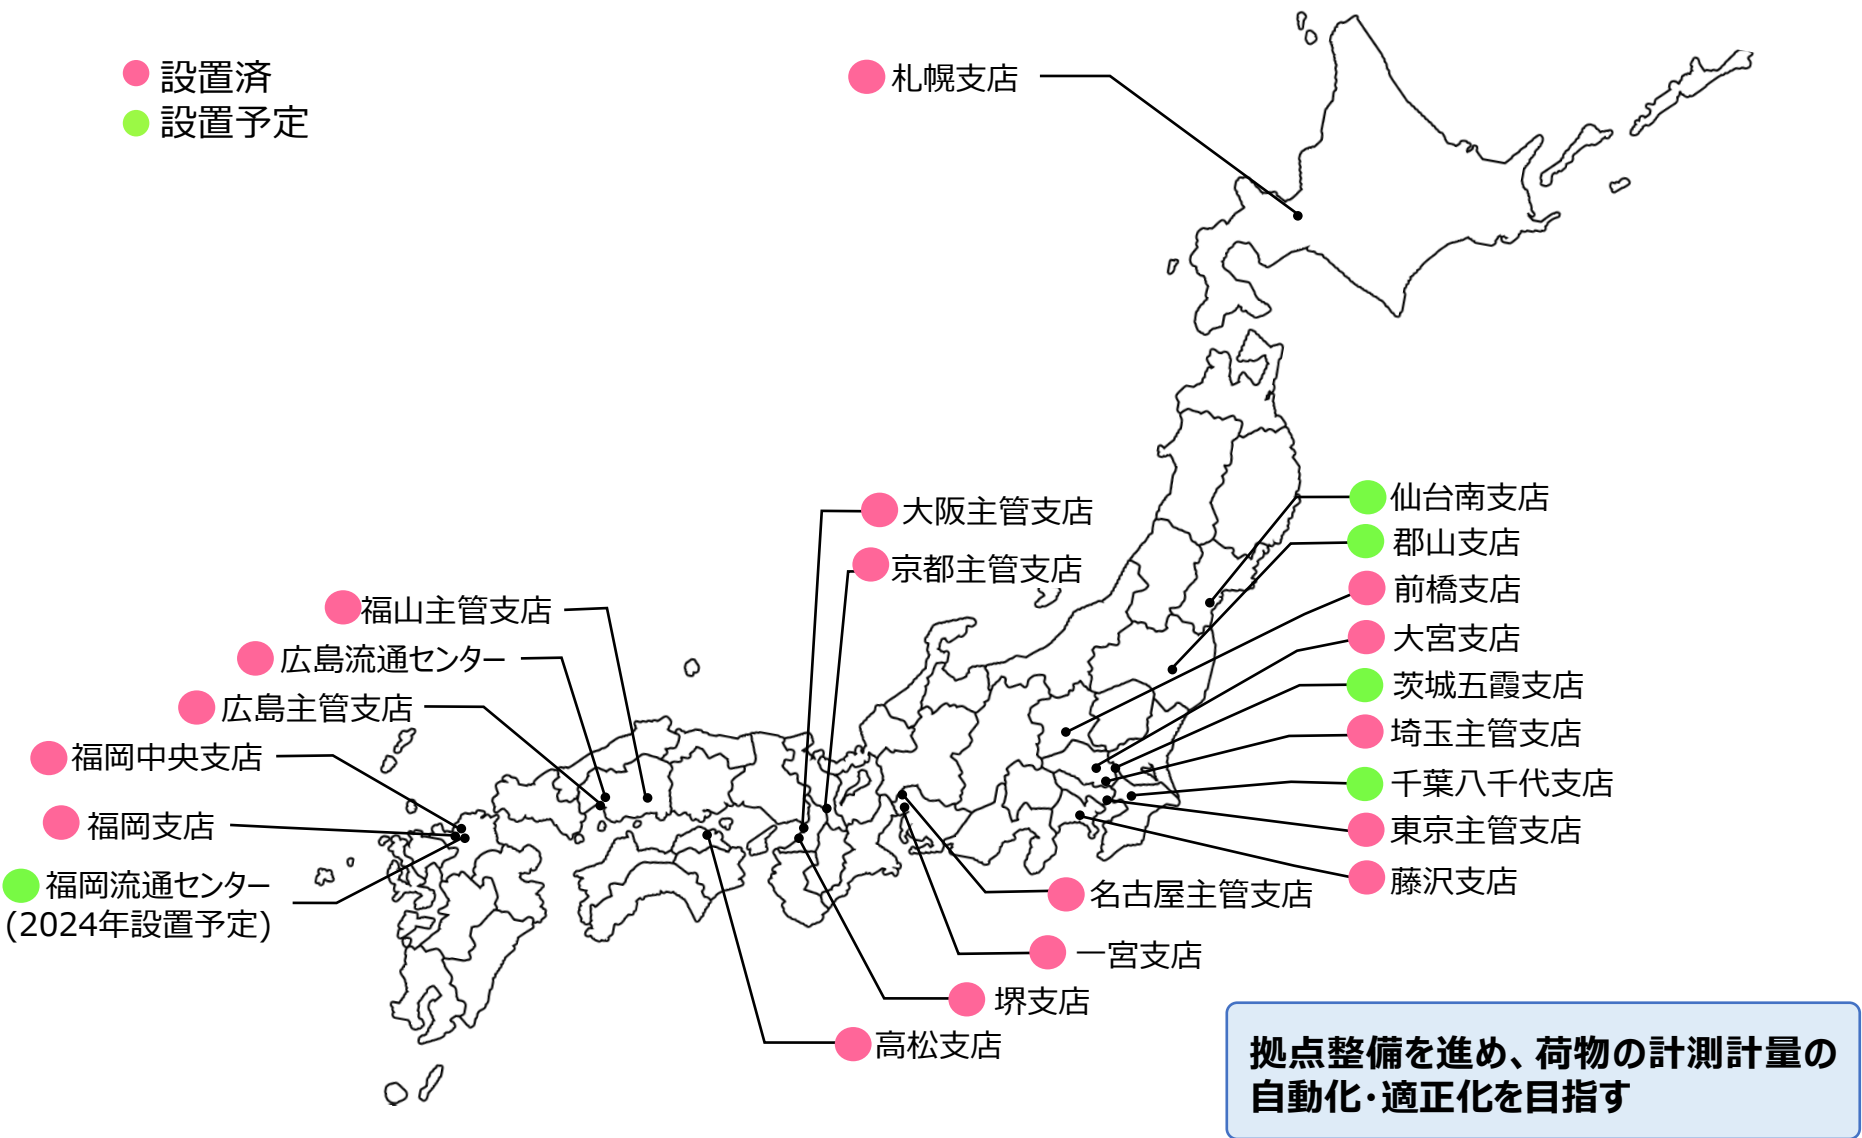 設置済
設置予定
札幌支店
大阪主管支店
京都主管支店
福山主管支店
広島流通センター
広島主管支店
福岡中央支店
福岡支店
福岡流通センター
(2024年設置予定)
仙台南支店
郡山支店
前橋支店
大宮支店
茨城五霞支店
埼玉主管支店
千葉八千代支店
東京主管支店
藤沢支店
名古屋主管支店
一宮支店
堺支店
高松支店
拠点整備を進め、荷物の計測計量の
自動化・適正化を目指す